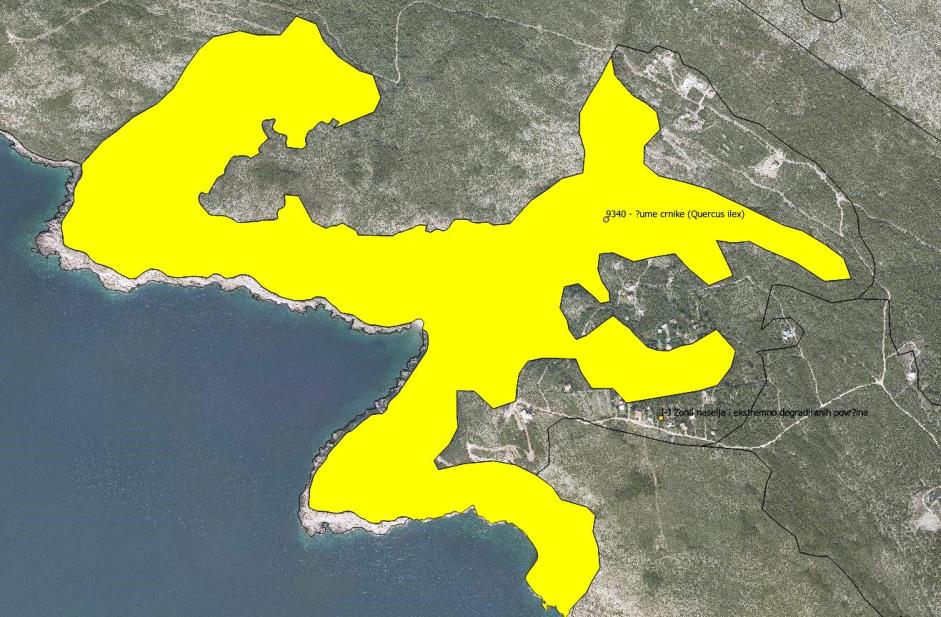 9340 - ?ume crnike (Quercus ilex)
I-J Zona naselja i ekstremno degradiranih povr?ina